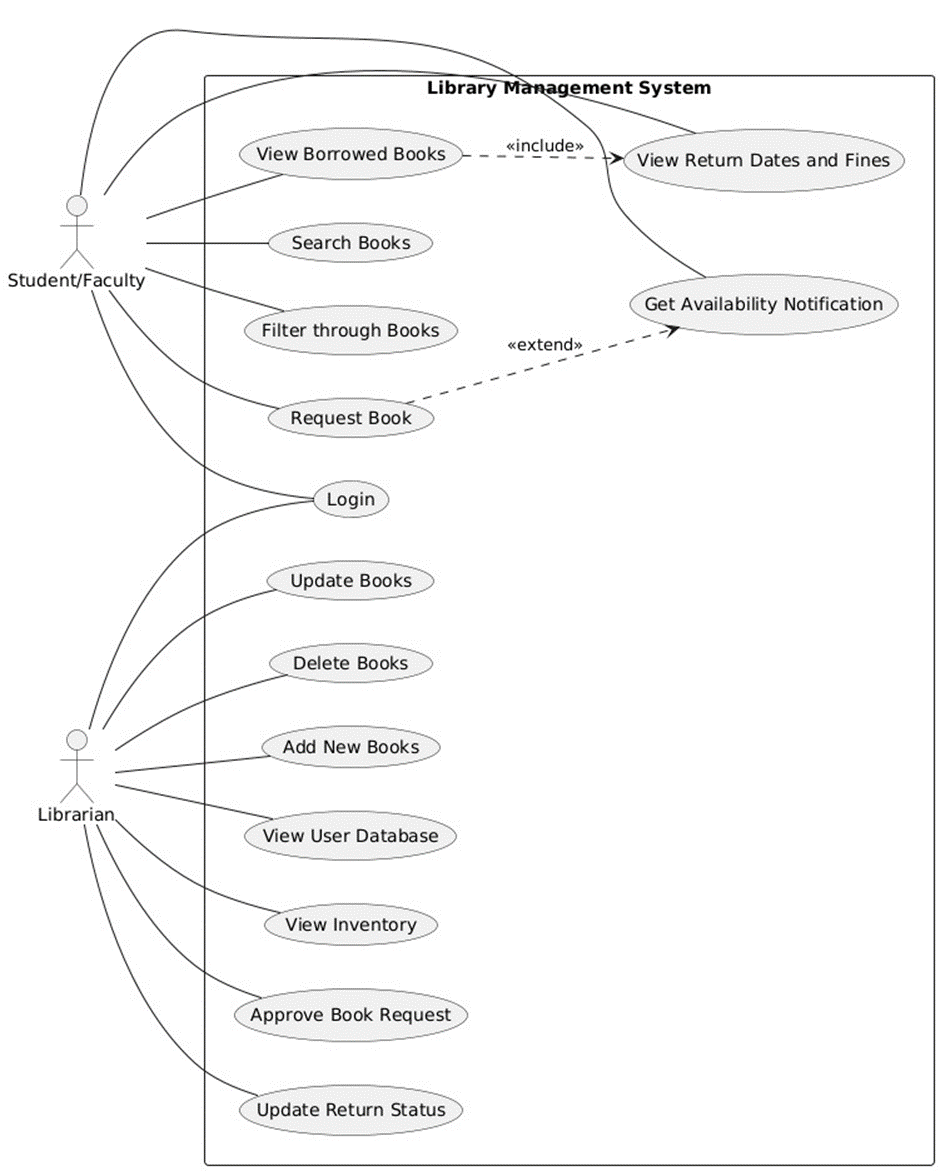 Library Management System
View Borrowed Books
«include»
View Return Dates and Fines
Search Books
Student/Faculty
Filter through Books
Get Availability Notification
«extend»
Request Book
Login
Update Books
Delete Books
Add New Books
Librarian
View User Database
View Inventory
Approve Book Request
Update Return Status